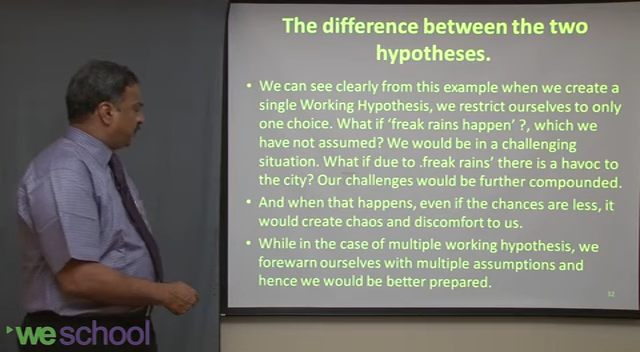 The difference between the two
hypotheses.
• We can see clearly from this example when we create a
single Working Hypothesis, we restrict ourselves to only
one choice. What if 'freak rains happen' ?, which we
have not assumed? We would be in a challenging
situation. What if due to .freak rains' there is a havoc to
the city? Our challenges would be further compounded.
• And when that happens, even if the chances are less, it
would create chaos and discomfort to us.
• While in the case of multiple working hypothesis, we
forewarn ourselves with multiple assumptions and
hence we would be better prepared.
32
weschool